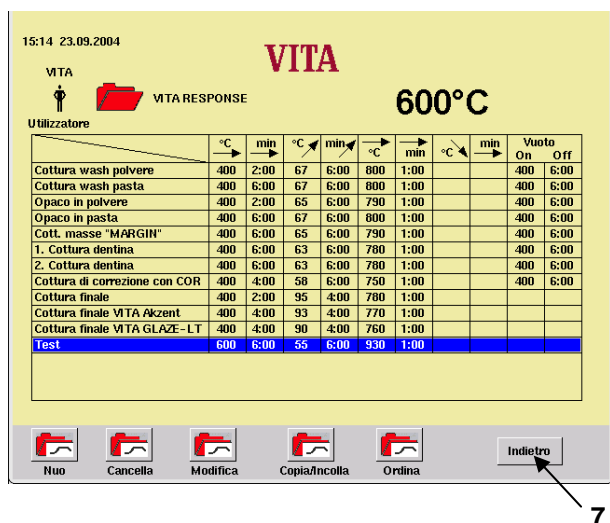 15:14 23.09.2004
VITA
VITA
VITA RESPONSE
600°C
Utilizzatore
°C min °C min °C min °C min Vuoto
On Off
Cottura wash polvere 400 2:00 67 6:00 800 1:00 400 6:00
Cottura wash pasta 400 6:00 67 6:00 800 1:00 400 6:00
Opaco in polvere 400 2:00 65 6:00 790 1:00 400 6:00
Opaco in pasta 400 6:00 67 6:00 800 1:00 400 6:00
Cott. masse "MARGIN" 400 6:00 65 6:00 790 1:00 400 6:00
1. Cottura dentina 400 6:00 63 6:00 780 1:00 400 6:00
2. Cottura dentina 400 6:00 63 6:00 780 1:00 400 6:00
Cottura di correzione con COR 400 4:00 58 6:00 750 1:00 400 6:00
Cottura finale 400 2:00 95 4:00 780 1:00
Cottura finale VITA Akzent 400 4:00 93 4:00 770 1:00
Cottura finale VITA GLAZE-LT 400 4:00 90 4:00 760 1:00
Test 600 6:00 55 6:00 930 1:00
Nuo Cancella Modifica Copia/Incolla Ordina Indietro
7